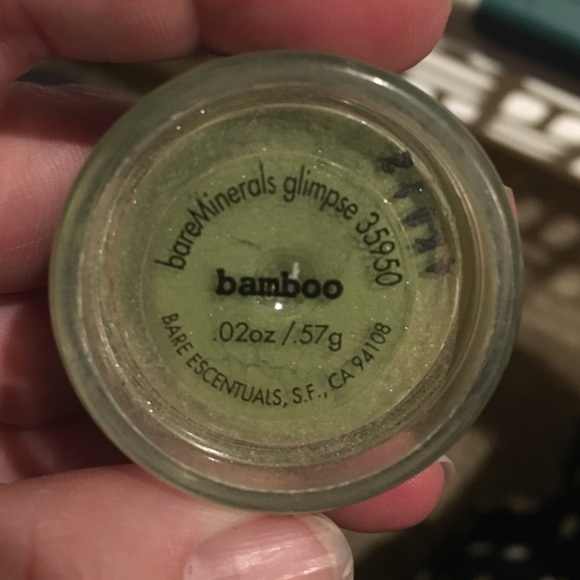 bareMinerals glimpse 35950
bamboo
.02oz /.57g
BARE ESCENTUALS, S.F., CA 94108